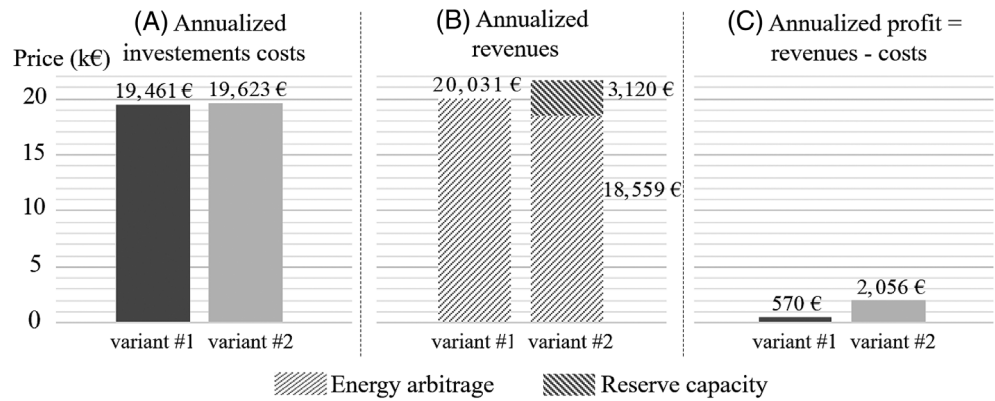 (A) Annualized
investements costs
Price (k€)
20
15
10
5
0
19,461 €
19,623 €
variant #1
variant #2
(B) Annualized
revenues
20,031 €
3,120 €
18,559 €
variant #1
variant #2
(C) Annualized profit =
revenues - costs
570 €
2,056 €
variant #1
variant #2
Energy arbitrage
Reserve capacity